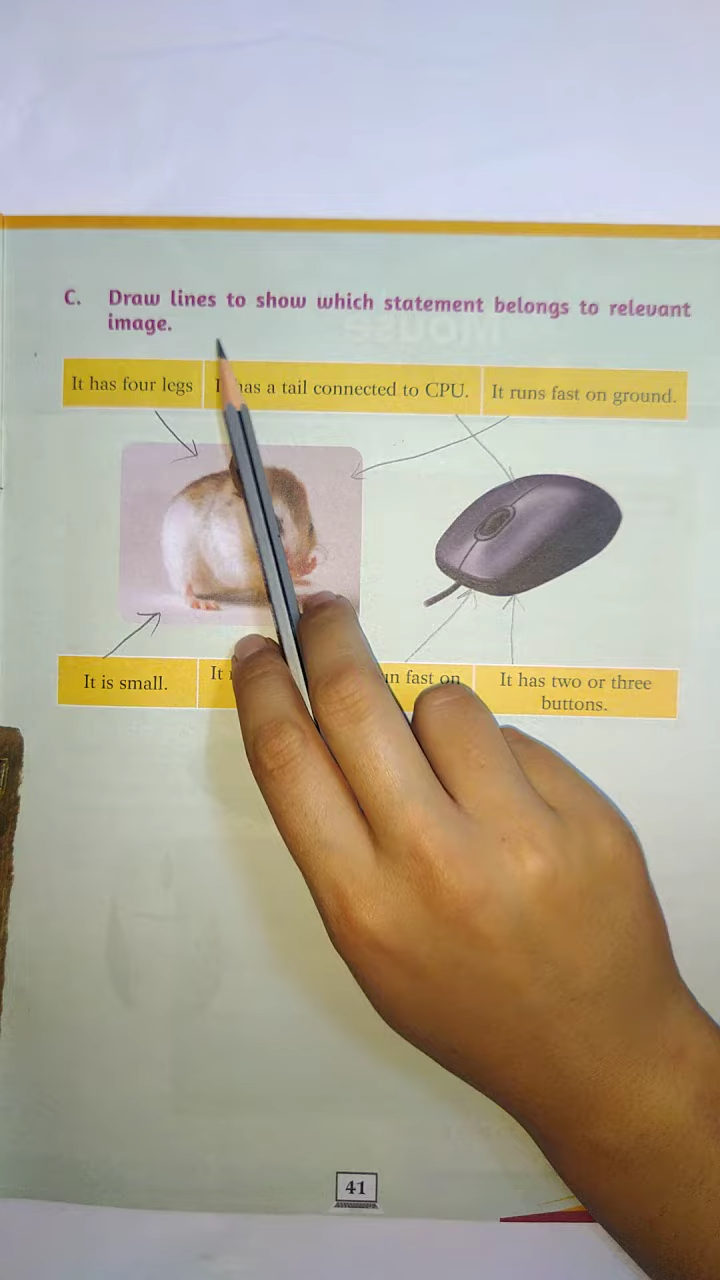 C. Draw lines to show which statement belongs to relevant
image.
It has four legs
has a tail connected to CPU.
It runs fast on ground.
It is small.
It
fast on
It has two or three
buttons.
41